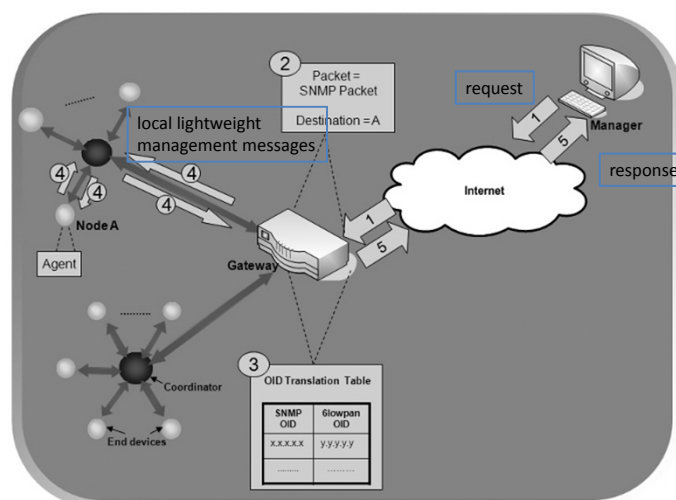 2
Packet =
SNMP Packet
Destination = A
request
1
5
Manager
response
Internet
..........
local lightweight
management messages
4
4
4
4
Node A
Agent
1
5
Gateway
..........
Coordinator
End devices
3
OID Translation Table
SNMP OID
6lowpan OID
x.x.x.x.x
y.y.y.y.y
.........
.........